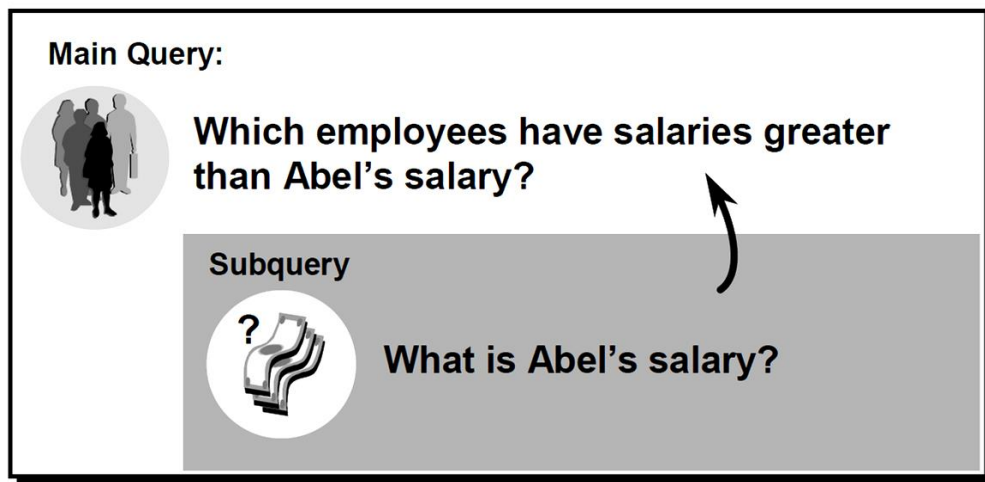 Main Query:
Which employees have salaries greater
than Abel’s salary?
Subquery
?
What is Abel’s salary?